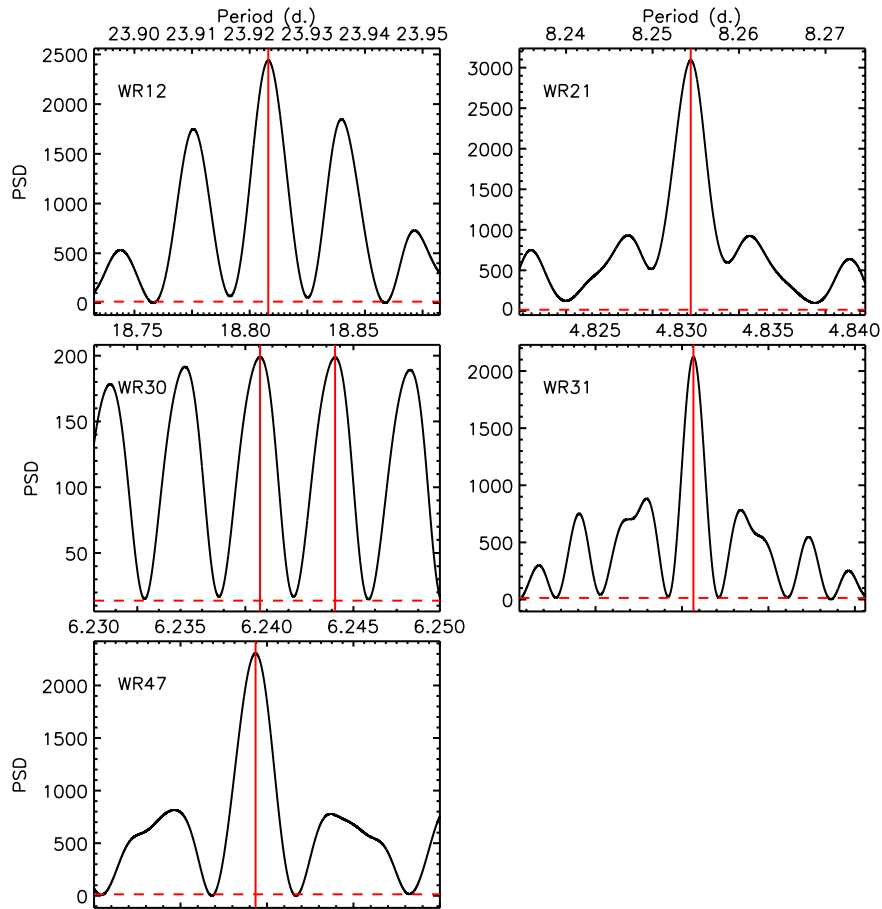 Period (d.) Period (d.)
23.90 23.91 23.92 23.93 23.94 23.95 8.24 8.25 8.26 8.27
2500 3000
WR12 WR21
2000 2500
PSD 1500 2000
1000 1500
500 1000
0 500
0
18.75 18.80 18.85 4.825 4.830 4.835 4.840
200 2000
WR30 WR31
150 1500
PSD 100 1000
50 500
0
6.230 6.235 6.240 6.245 6.250
2000
WR47
1500
PSD
1000
500
0